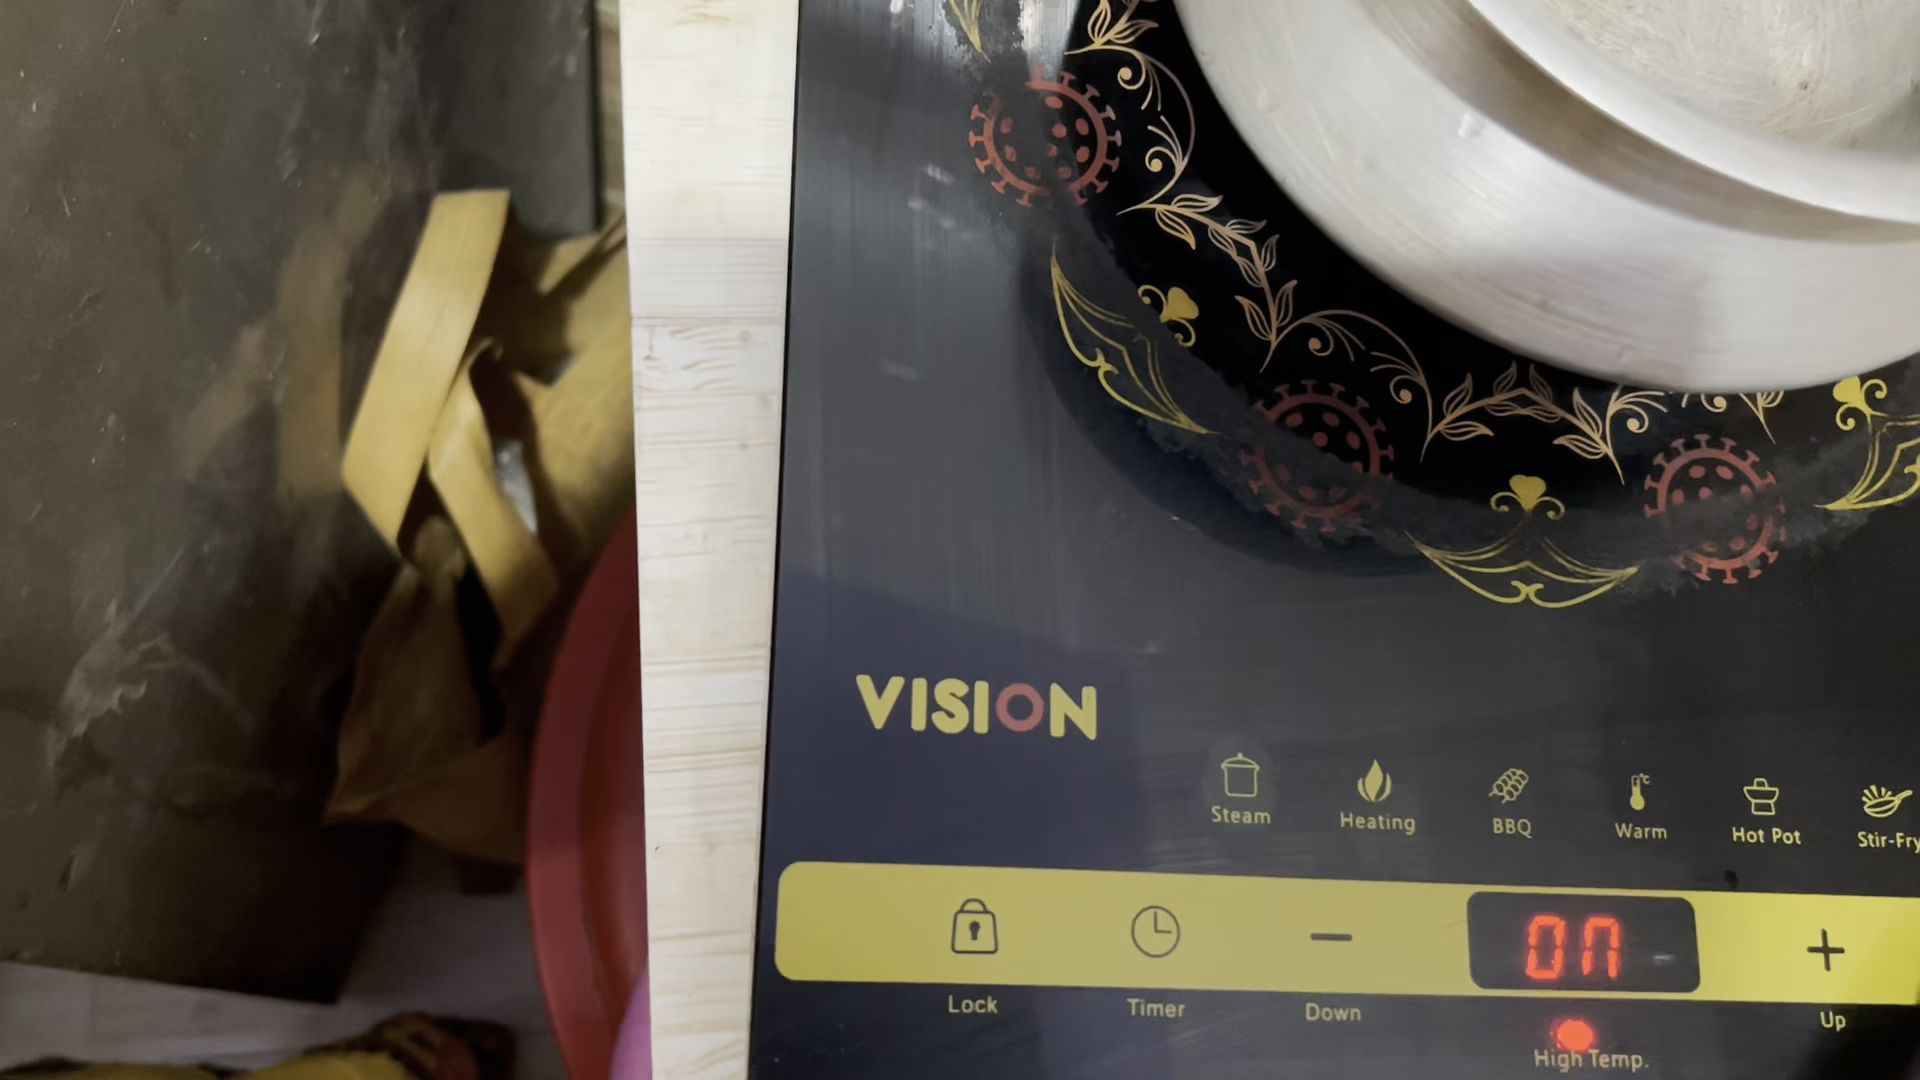 VISION
Steam Heating BBQ Warm Hot Pot Stir-Fry
°C
ON
Lock Timer Down Up
High Temp.